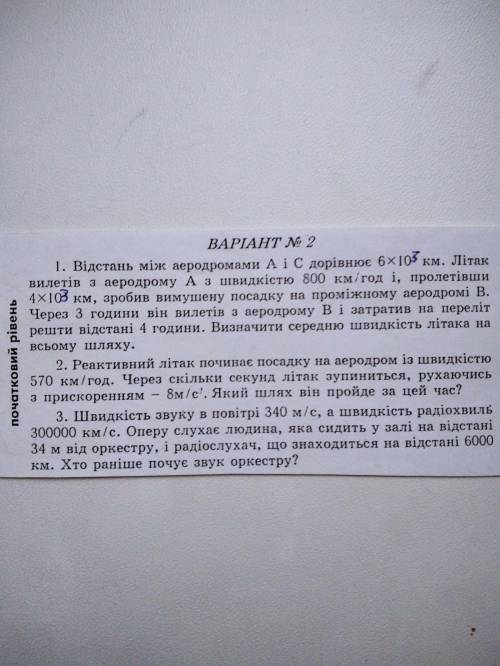 початковий рівень
ВАРІАНТ № 2
1. Відстань між аеродромами А і С дорівнює 6×10³ км. Літак
вилетів з аеродрому А з швидкістю 800 км/год і, пролетівши
4×10³ км, зробив вимушену посадку на проміжному аеродромі В.
Через 3 години він вилетів з аеродрому В і затратив на переліт
решти відстані 4 години. Визначити середню швидкість літака на
всьому шляху.
2. Реактивний літак починає посадку на аеродром із швидкістю
570 км/год. Через скільки секунд літак зупиниться, рухаючись
з прискоренням – 8м/с². Який шлях він пройде за цей час?
3. Швидкість звуку в повітрі 340 м/с, а швидкість радіохвиль
300000 км/с. Оперу слухає людина, яка сидить у залі на відстані
34 м від оркестру, і радіослухач, що знаходиться на відстані 6000
км. Хто раніше почує звук оркестру?